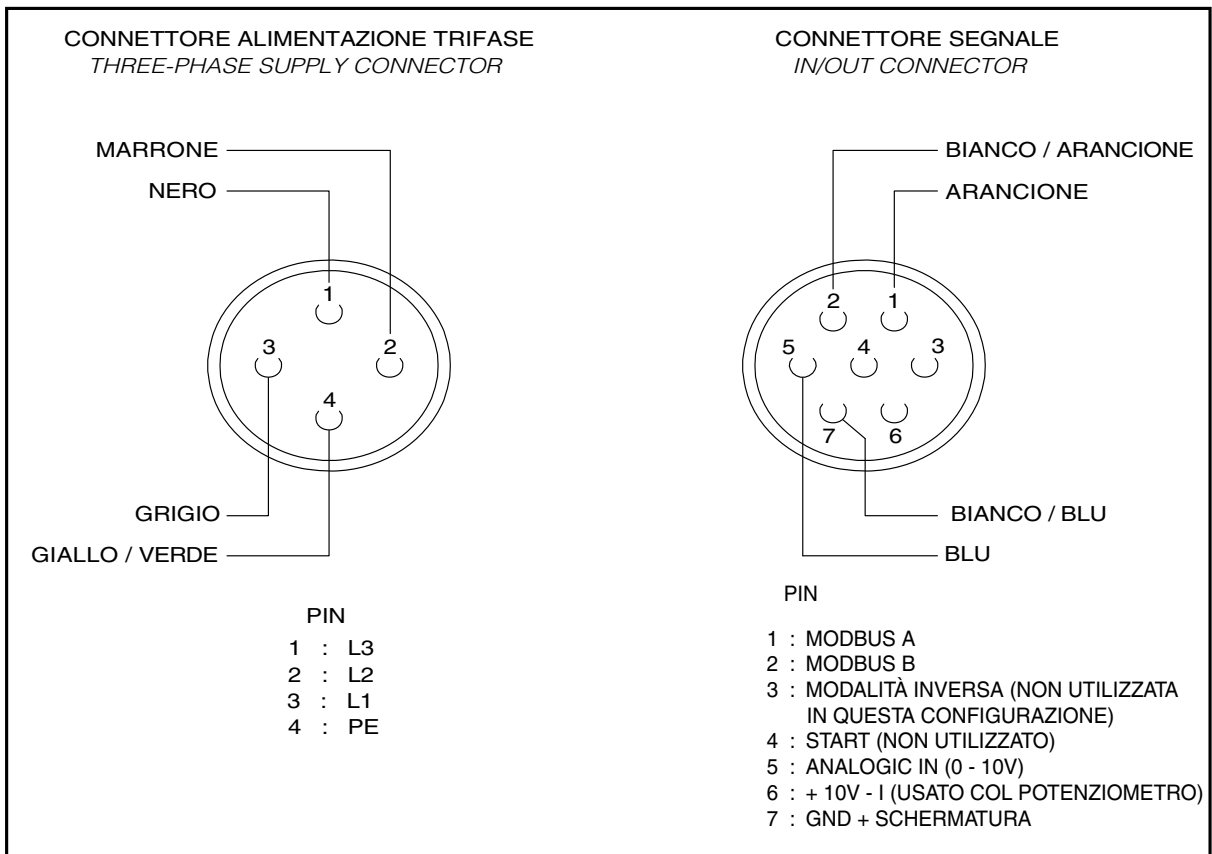 CONNETTORE ALIMENTAZIONE TRIFASE
THREE-PHASE SUPPLY CONNECTOR
MARRONE
NERO
1
3
2
4
GRIGIO
GIALLO / VERDE
PIN
1 : L3
2 : L2
3 : L1
4 : PE
CONNETTORE SEGNALE
IN/OUT CONNECTOR
BIANCO / ARANCIONE
ARANCIONE
2
1
5
4
3
7
6
BIANCO / BLU
BLU
PIN
1 : MODBUS A
2 : MODBUS B
3 : MODALITÀ INVERSA (NON UTILIZZATA
IN QUESTA CONFIGURAZIONE)
4 : START (NON UTILIZZATO)
5 : ANALOGIC IN (0 - 10V)
6 : + 10V - I (USATO COL POTENZIOMETRO)
7 : GND + SCHERMATURA